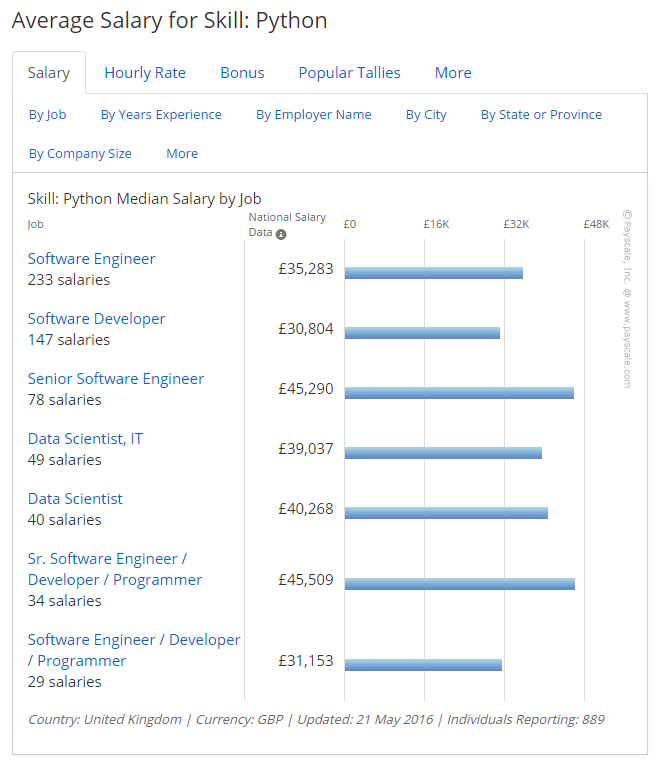 Average Salary for Skill: Python
Salary Hourly Rate Bonus Popular Tallies More
By Job By Years Experience By Employer Name By City By State or Province
By Company Size More
Skill: Python Median Salary by Job
Job National Salary Data £0 £16K £32K £48K
Software Engineer
233 salaries
£35,283
Software Developer
147 salaries
£30,804
Senior Software Engineer
78 salaries
£45,290
Data Scientist, IT
49 salaries
£39,037
Data Scientist
40 salaries
£40,268
Sr. Software Engineer /
Developer / Programmer
34 salaries
£45,509
Software Engineer / Developer
/ Programmer
29 salaries
£31,153
Country: United Kingdom | Currency: GBP | Updated: 21 May 2016 | Individuals Reporting: 889
© Payscale, Inc. @ www.payscale.com